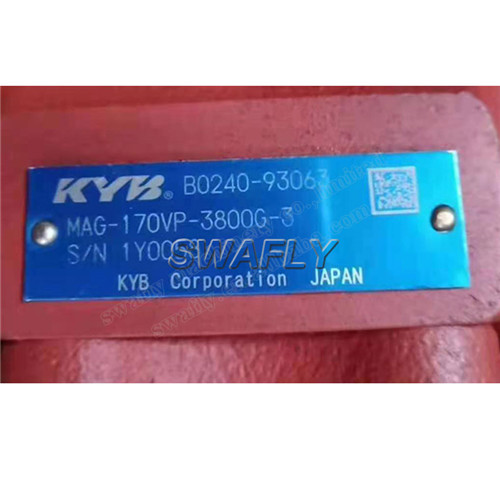 KYB® B0240-93063
MAG-170VP-3800G-3
S/N
SWAFLY
KYB Corporation JAPAN